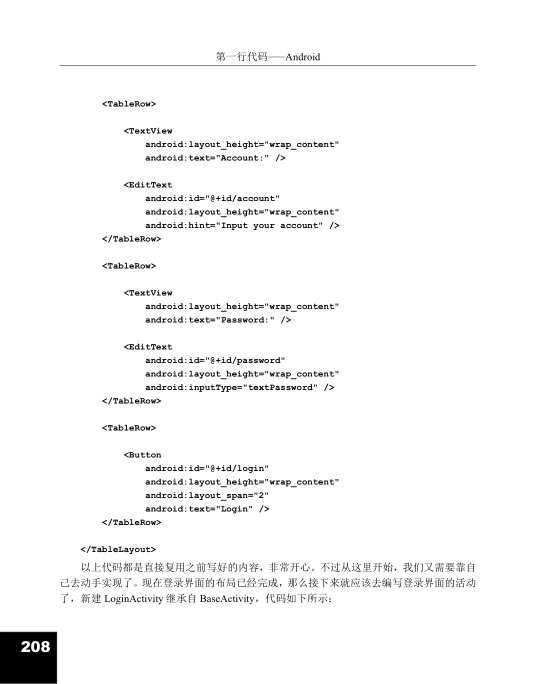 第一行代码——Android
<TableRow>
<TextView
android:layout_height="wrap_content"
android:text="Account:" />
<EditText
android:id="@+id/account"
android:layout_height="wrap_content"
android:hint="Input your account" />
</TableRow>
<TableRow>
<TextView
android:layout_height="wrap_content"
android:text="Password:" />
<EditText
android:id="@+id/password"
android:layout_height="wrap_content"
android:inputType="textPassword" />
</TableRow>
<TableRow>
<Button
android:id="@+id/login"
android:layout_height="wrap_content"
android:layout_span="2"
android:text="Login" />
</TableRow>
</TableLayout>
以上代码都是直接复用之前写好的内容，非常开心。不过从这里开始，我们又需要靠自
己去动手实现了。现在登录界面的布局已经完成，那么接下来就应该去编写登录界面的活动
了，新建 LoginActivity 继承自 BaseActivity，代码如下所示：
208